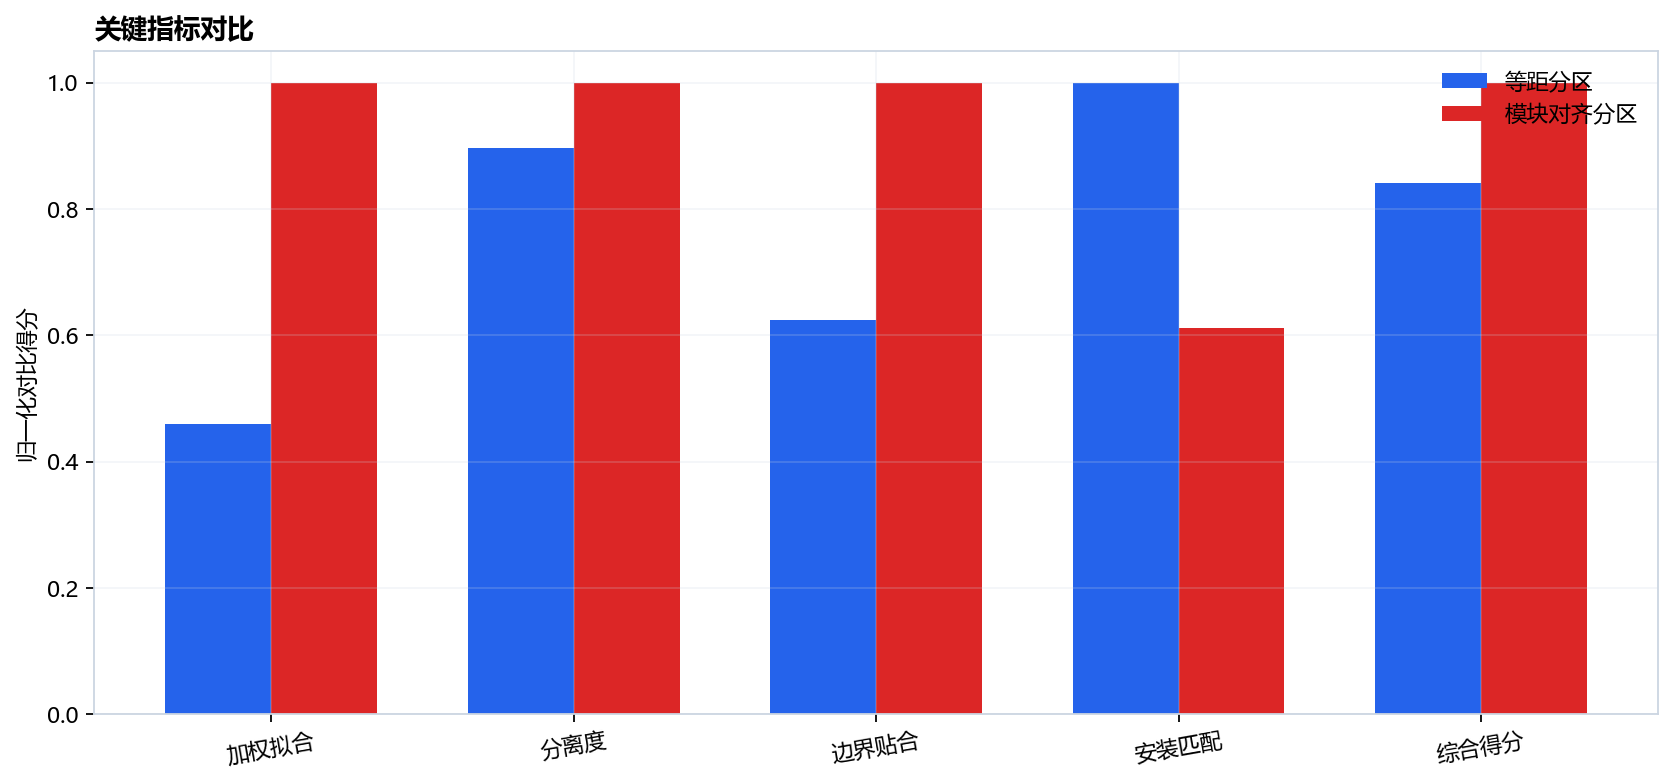 关键指标对比
等距分区
模块对齐分区
归一化对比得分
1.0
0.8
0.6
0.4
0.2
0.0
加权拟合
分离度
边界贴合
安装匹配
综合得分